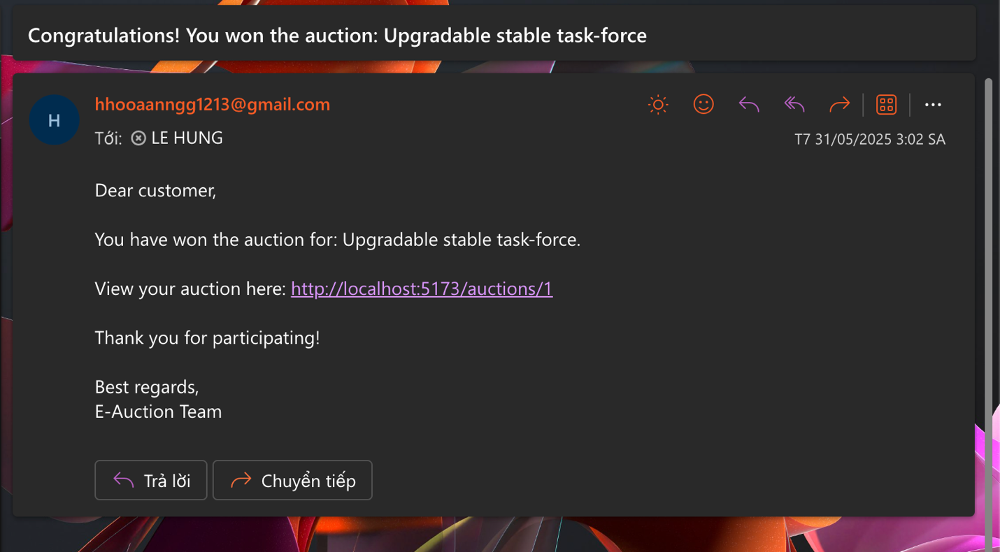 Congratulations! You won the auction: Upgradable stable task-force
H
hhooaanngg1213@gmail.com
Tới: LE HUNG
T7 31/05/2025 3:02 SA
Dear customer,
You have won the auction for: Upgradable stable task-force.
View your auction here: http://localhost:5173/auctions/1
Thank you for participating!
Best regards,
E-Auction Team
Trả lời
Chuyển tiếp